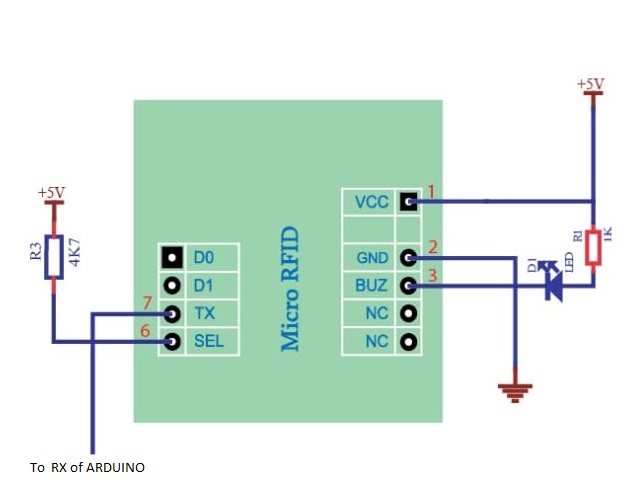 +5V
+5V
1
VCC
R3
4K7
R1
1K
D0
GND
2
D1
LED
D1
BUZ
3
Micro RFID
7
TX
NC
6
SEL
NC
To RX of ARDUINO